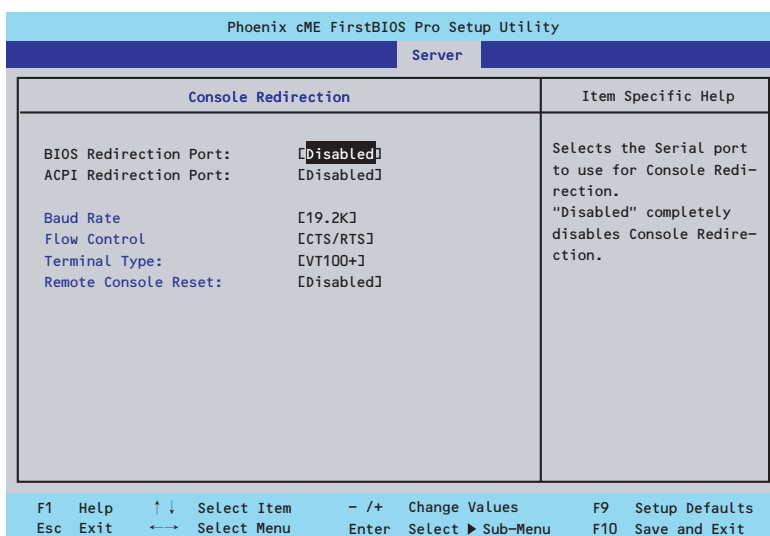 Phoenix cME FirstBIOS Pro Setup Utility
Server
Console Redirection
Item Specific Help
BIOS Redirection Port: [Disabled]
ACPI Redirection Port: [Disabled]
Baud Rate [19.2K]
Flow Control [CTS/RTS]
Terminal Type: [VT100+]
Remote Console Reset: [Disabled]
Selects the Serial port
to use for Console Redi-
rection.
"Disabled" completely
disables Console Redire-
ction.
F1 Help ↑↓ Select Item - /+ Change Values F9 Setup Defaults
Esc Exit ←→ Select Menu Enter Select ▶ Sub-Menu F10 Save and Exit